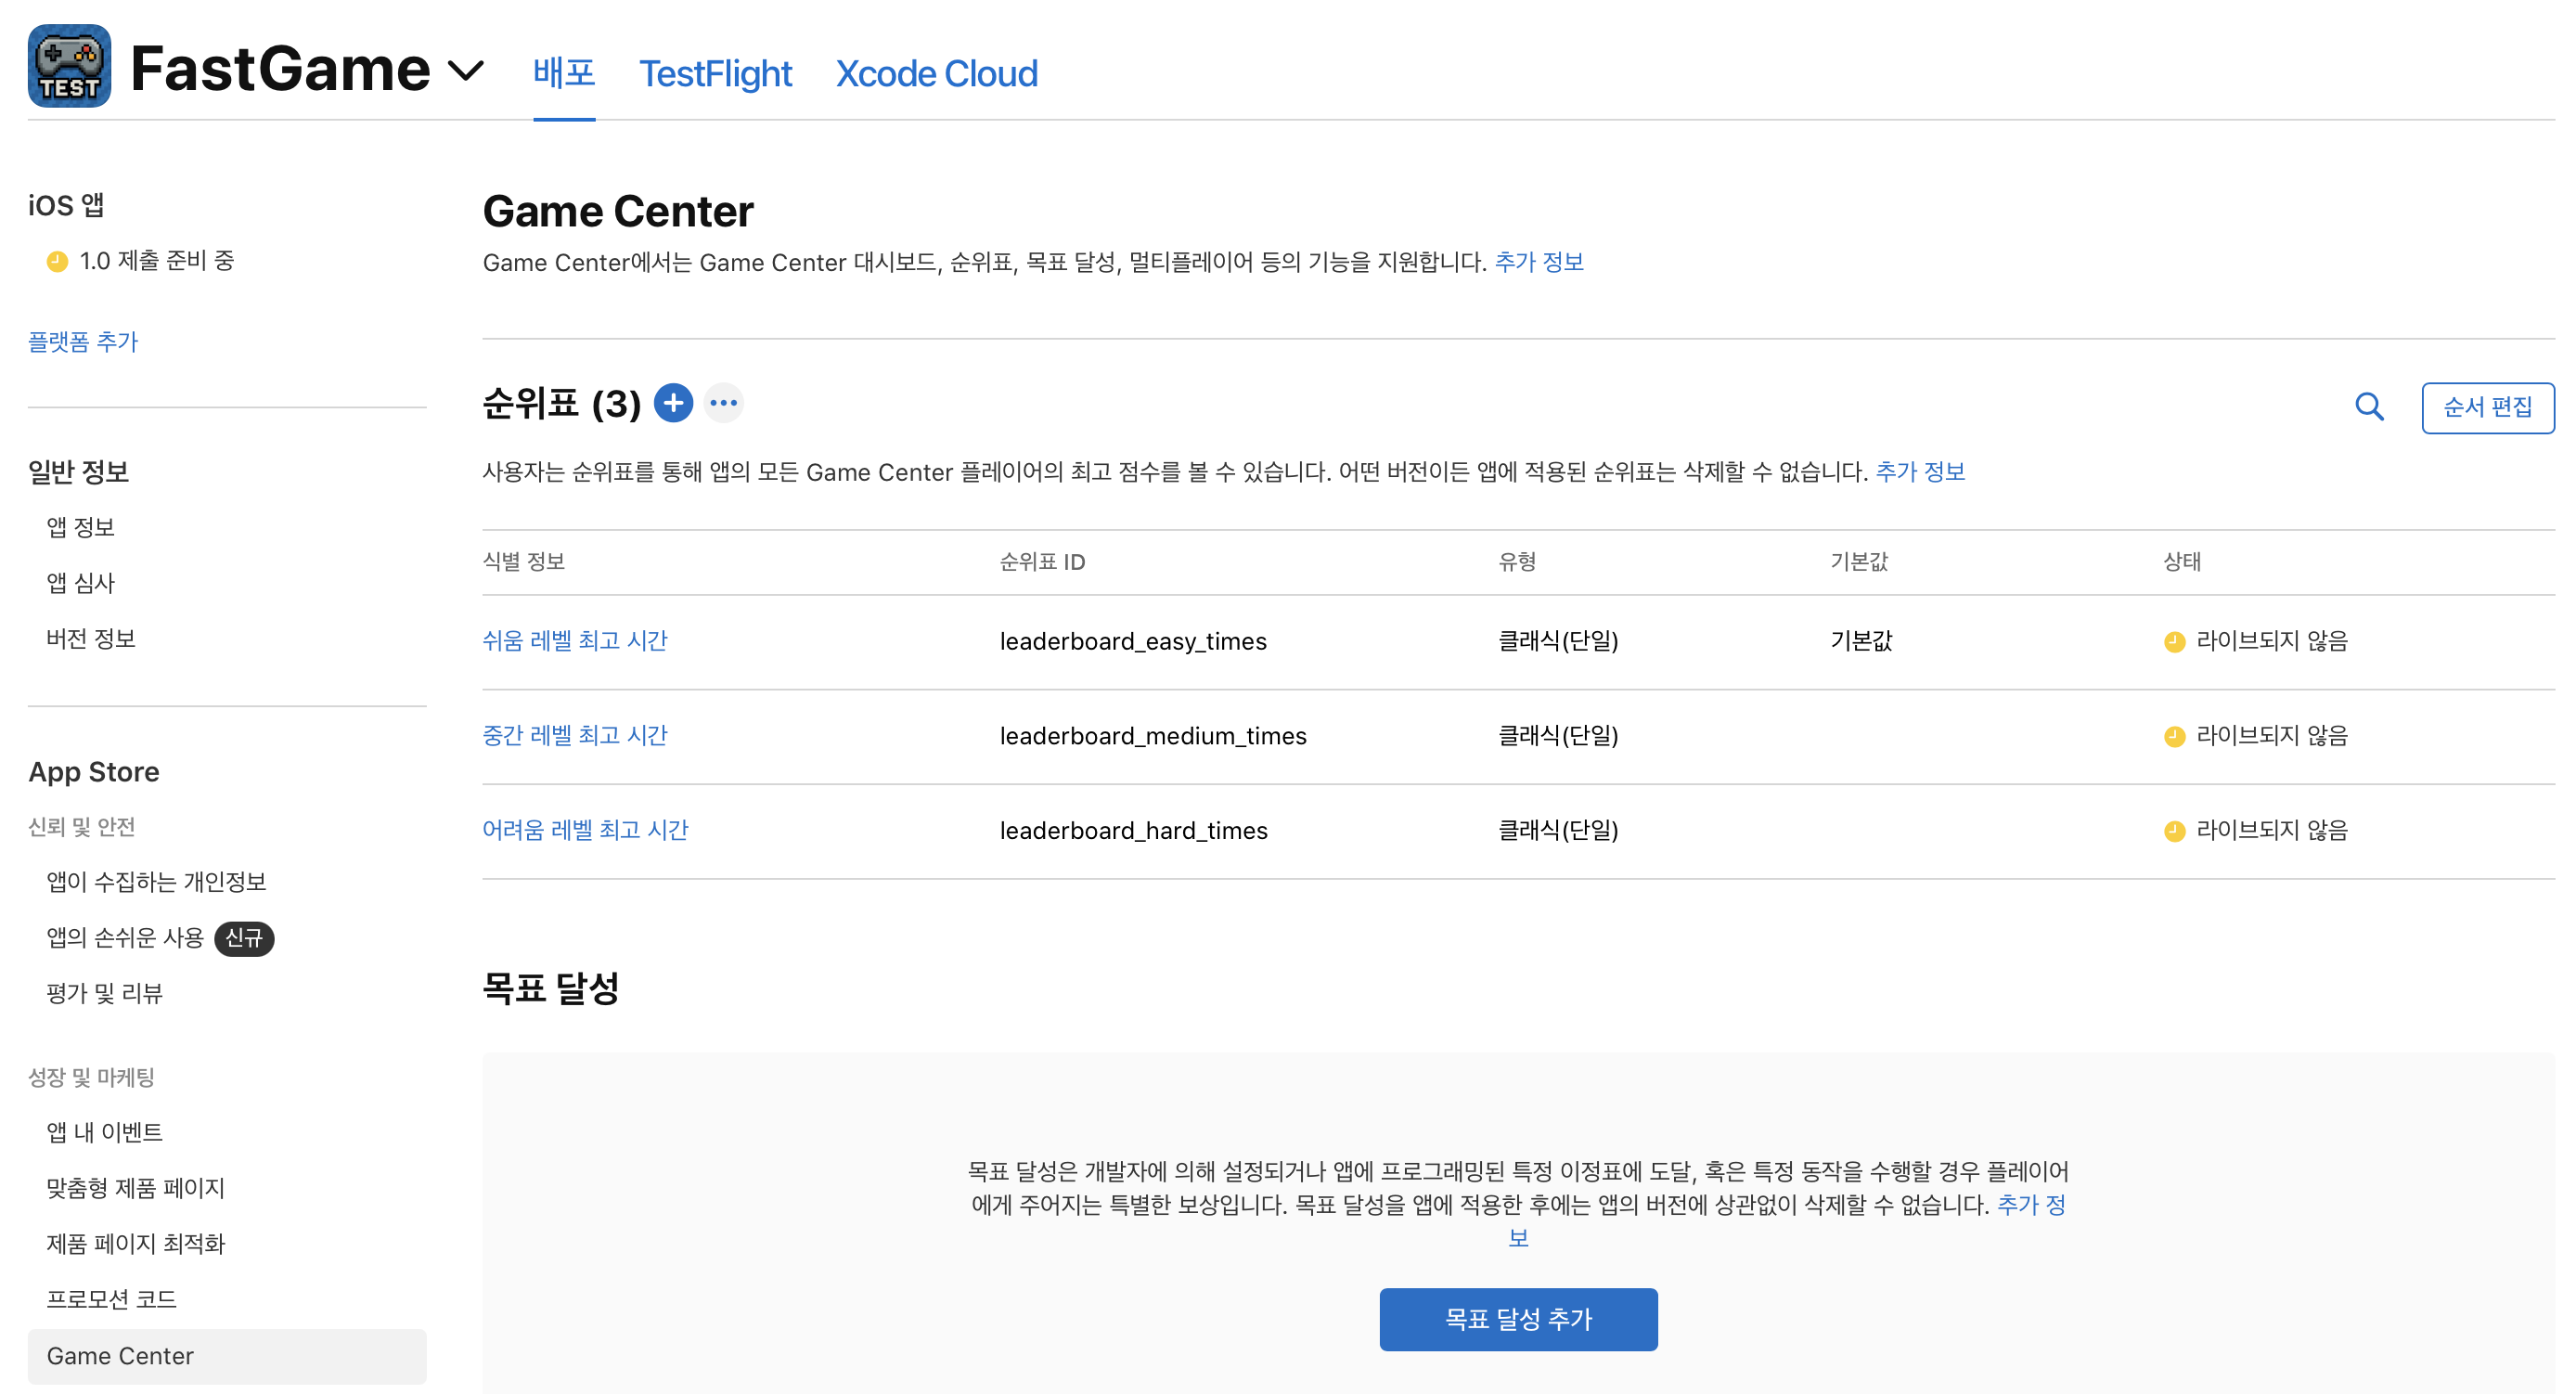 TEST
FastGame
배포
TestFlight
Xcode Cloud
iOS 앱
1.0 제출 준비 중
플랫폼 추가
일반 정보
앱 정보
앱 심사
버전 정보
App Store
신뢰 및 안전
앱이 수집하는 개인정보
앱의 손쉬운 사용 신규
평가 및 리뷰
성장 및 마케팅
앱 내 이벤트
맞춤형 제품 페이지
제품 페이지 최적화
프로모션 코드
Game Center
Game Center
Game Center에서는 Game Center 대시보드, 순위표, 목표 달성, 멀티플레이어 등의 기능을 지원합니다. 추가 정보
순위표 (3)
순서 편집
사용자는 순위표를 통해 앱의 모든 Game Center 플레이어의 최고 점수를 볼 수 있습니다. 어떤 버전이든 앱에 적용된 순위표는 삭제할 수 없습니다. 추가 정보
식별 정보 순위표 ID 유형 기본값 상태
쉬움 레벨 최고 시간 leaderboard_easy_times 클래식(단일) 기본값 라이브되지 않음
중간 레벨 최고 시간 leaderboard_medium_times 클래식(단일) 라이브되지 않음
어려움 레벨 최고 시간 leaderboard_hard_times 클래식(단일) 라이브되지 않음
목표 달성
목표 달성은 개발자에 의해 설정되거나 앱에 프로그래밍된 특정 이정표에 도달, 혹은 특정 동작을 수행할 경우 플레이어
에게 주어지는 특별한 보상입니다. 목표 달성을 앱에 적용한 후에는 앱의 버전에 상관없이 삭제할 수 없습니다. 추가 정
보
목표 달성 추가